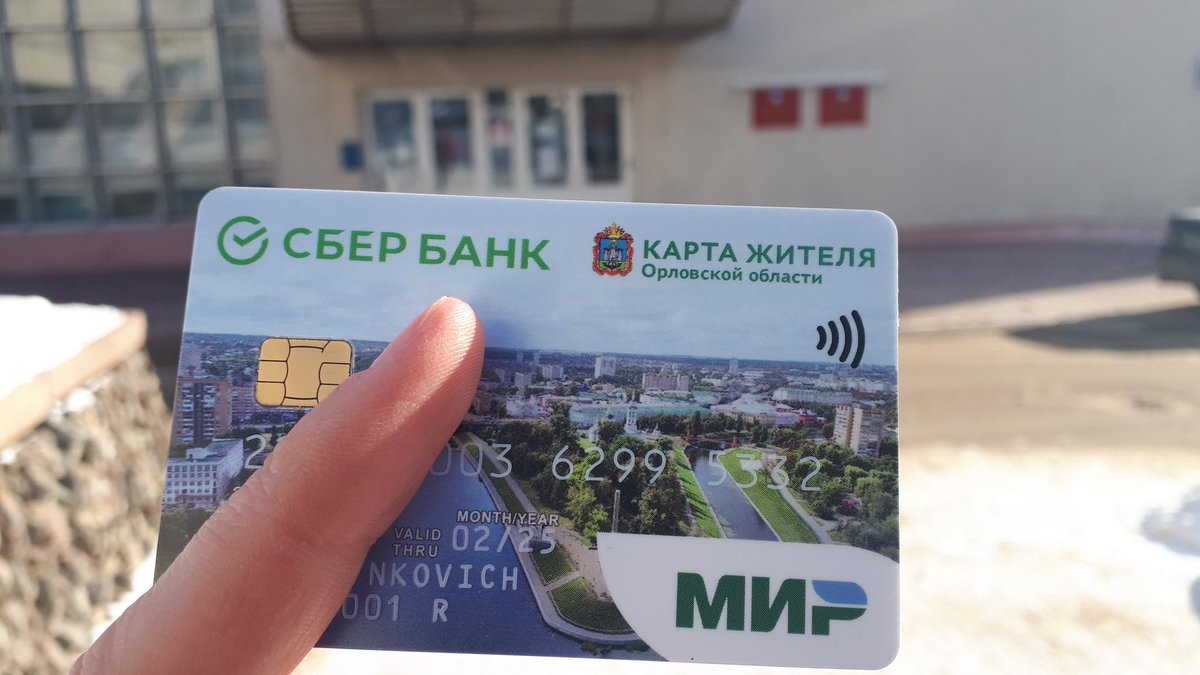 СБЕР БАНК
КАРТА ЖИТЕЛЯ
Орловской области
003 6299 5332
MONTH/YEAR
VALID
THRU 02/25
NKOVICH
001 R
МИР